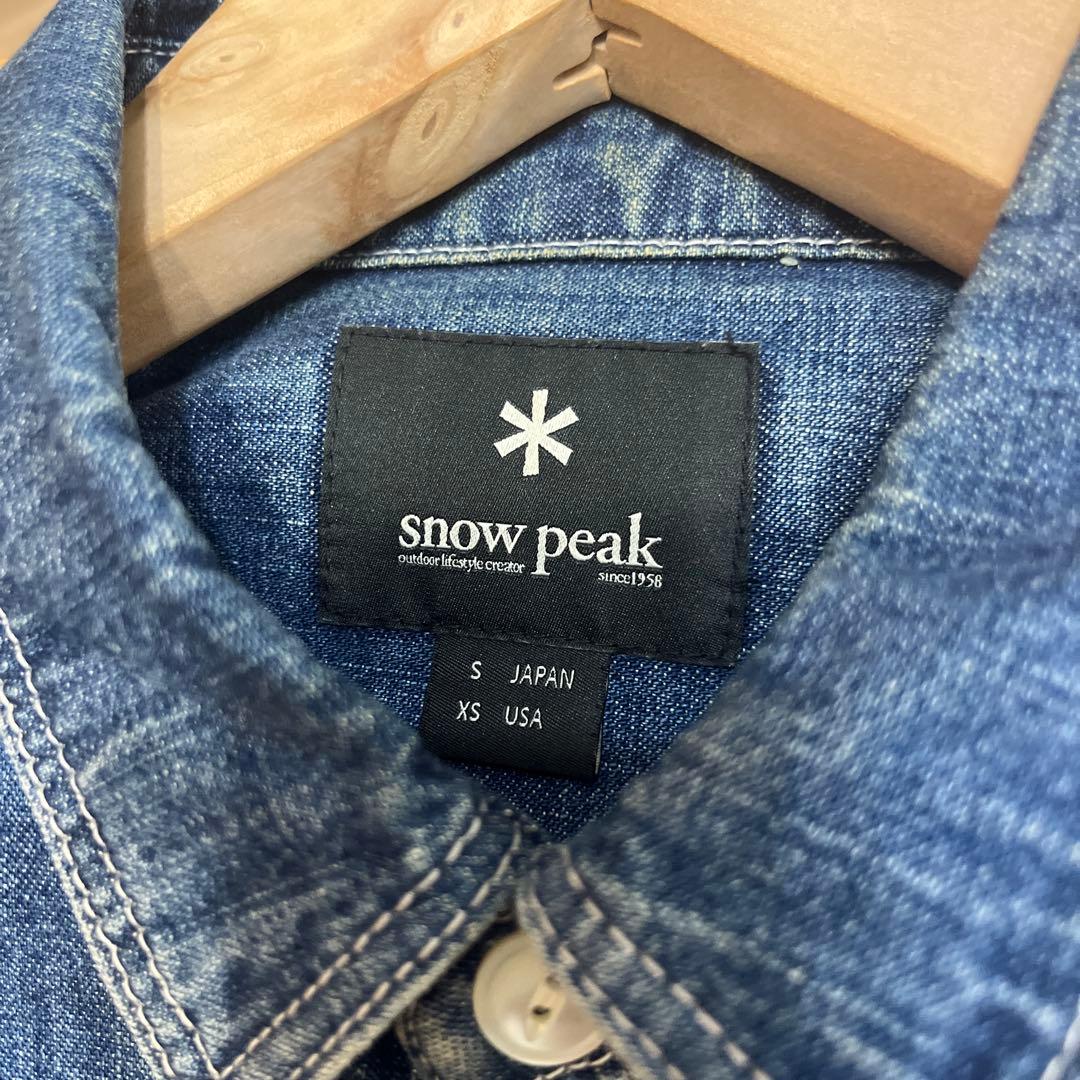 snow peak
outdoor lifestyle creator since1958
S JAPAN
XS USA